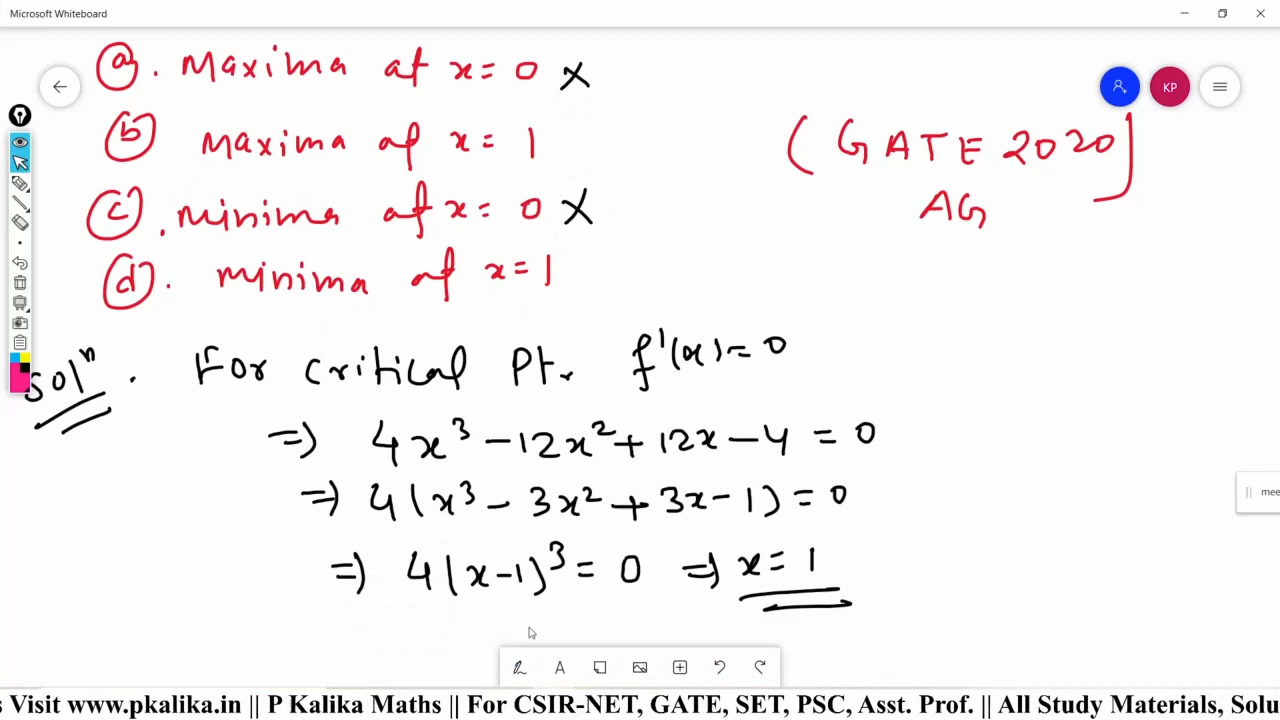 Microsoft Whiteboard
ⓐ. Maxima at x = 0 ×
ⓑ Maxima at x = 1
ⓒ. minima at x = 0 ×
ⓓ. minima at x = 1
(GATE 2020]
AG
KP
Solⁿ. For critical Pt. f'(x) = 0
⇒ 4x³ - 12x² + 12x - 4 = 0
⇒ 4(x³ - 3x² + 3x - 1) = 0
⇒ 4(x-1)³ = 0 ⇒ x = 1
mee
A
s Visit www.pkalika.in || P Kalika Maths || For CSIR-NET, GATE, SET, PSC, Asst. Prof. || All Study Materials, Solu